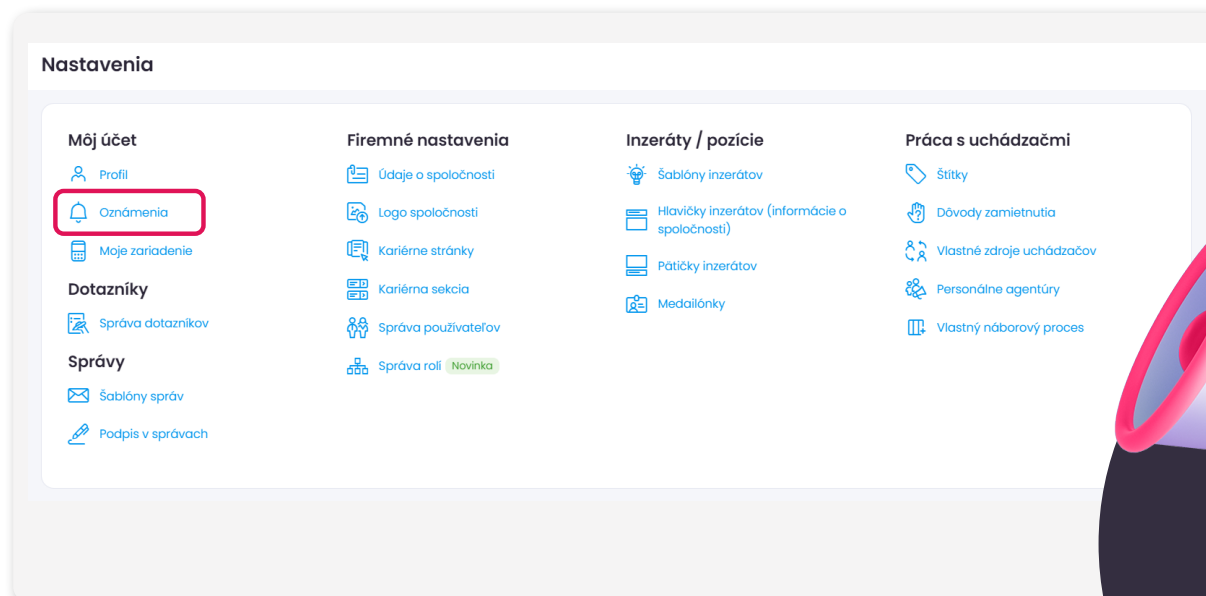 Nastavenia
Môj účet
Profil
Oznámenia
Moje zariadenie
Dotazníky
Správa dotazníkov
Správy
Šablóny správ
Podpis v správach
Firemné nastavenia
Údaje o spoločnosti
Logo spoločnosti
Kariérne stránky
Kariérna sekcia
Správa používateľov
Správa rolí Novinka
Inzeráty / pozície
Šablóny inzerátov
Hlavičky inzerátov (informácie o
spoločnosti)
Pätičky inzerátov
Medailónky
Práca s uchádzačmi
Štítky
Dôvody zamietnutia
Vlastné zdroje uchádzačov
Personálne agentúry
Vlastný náborový proces